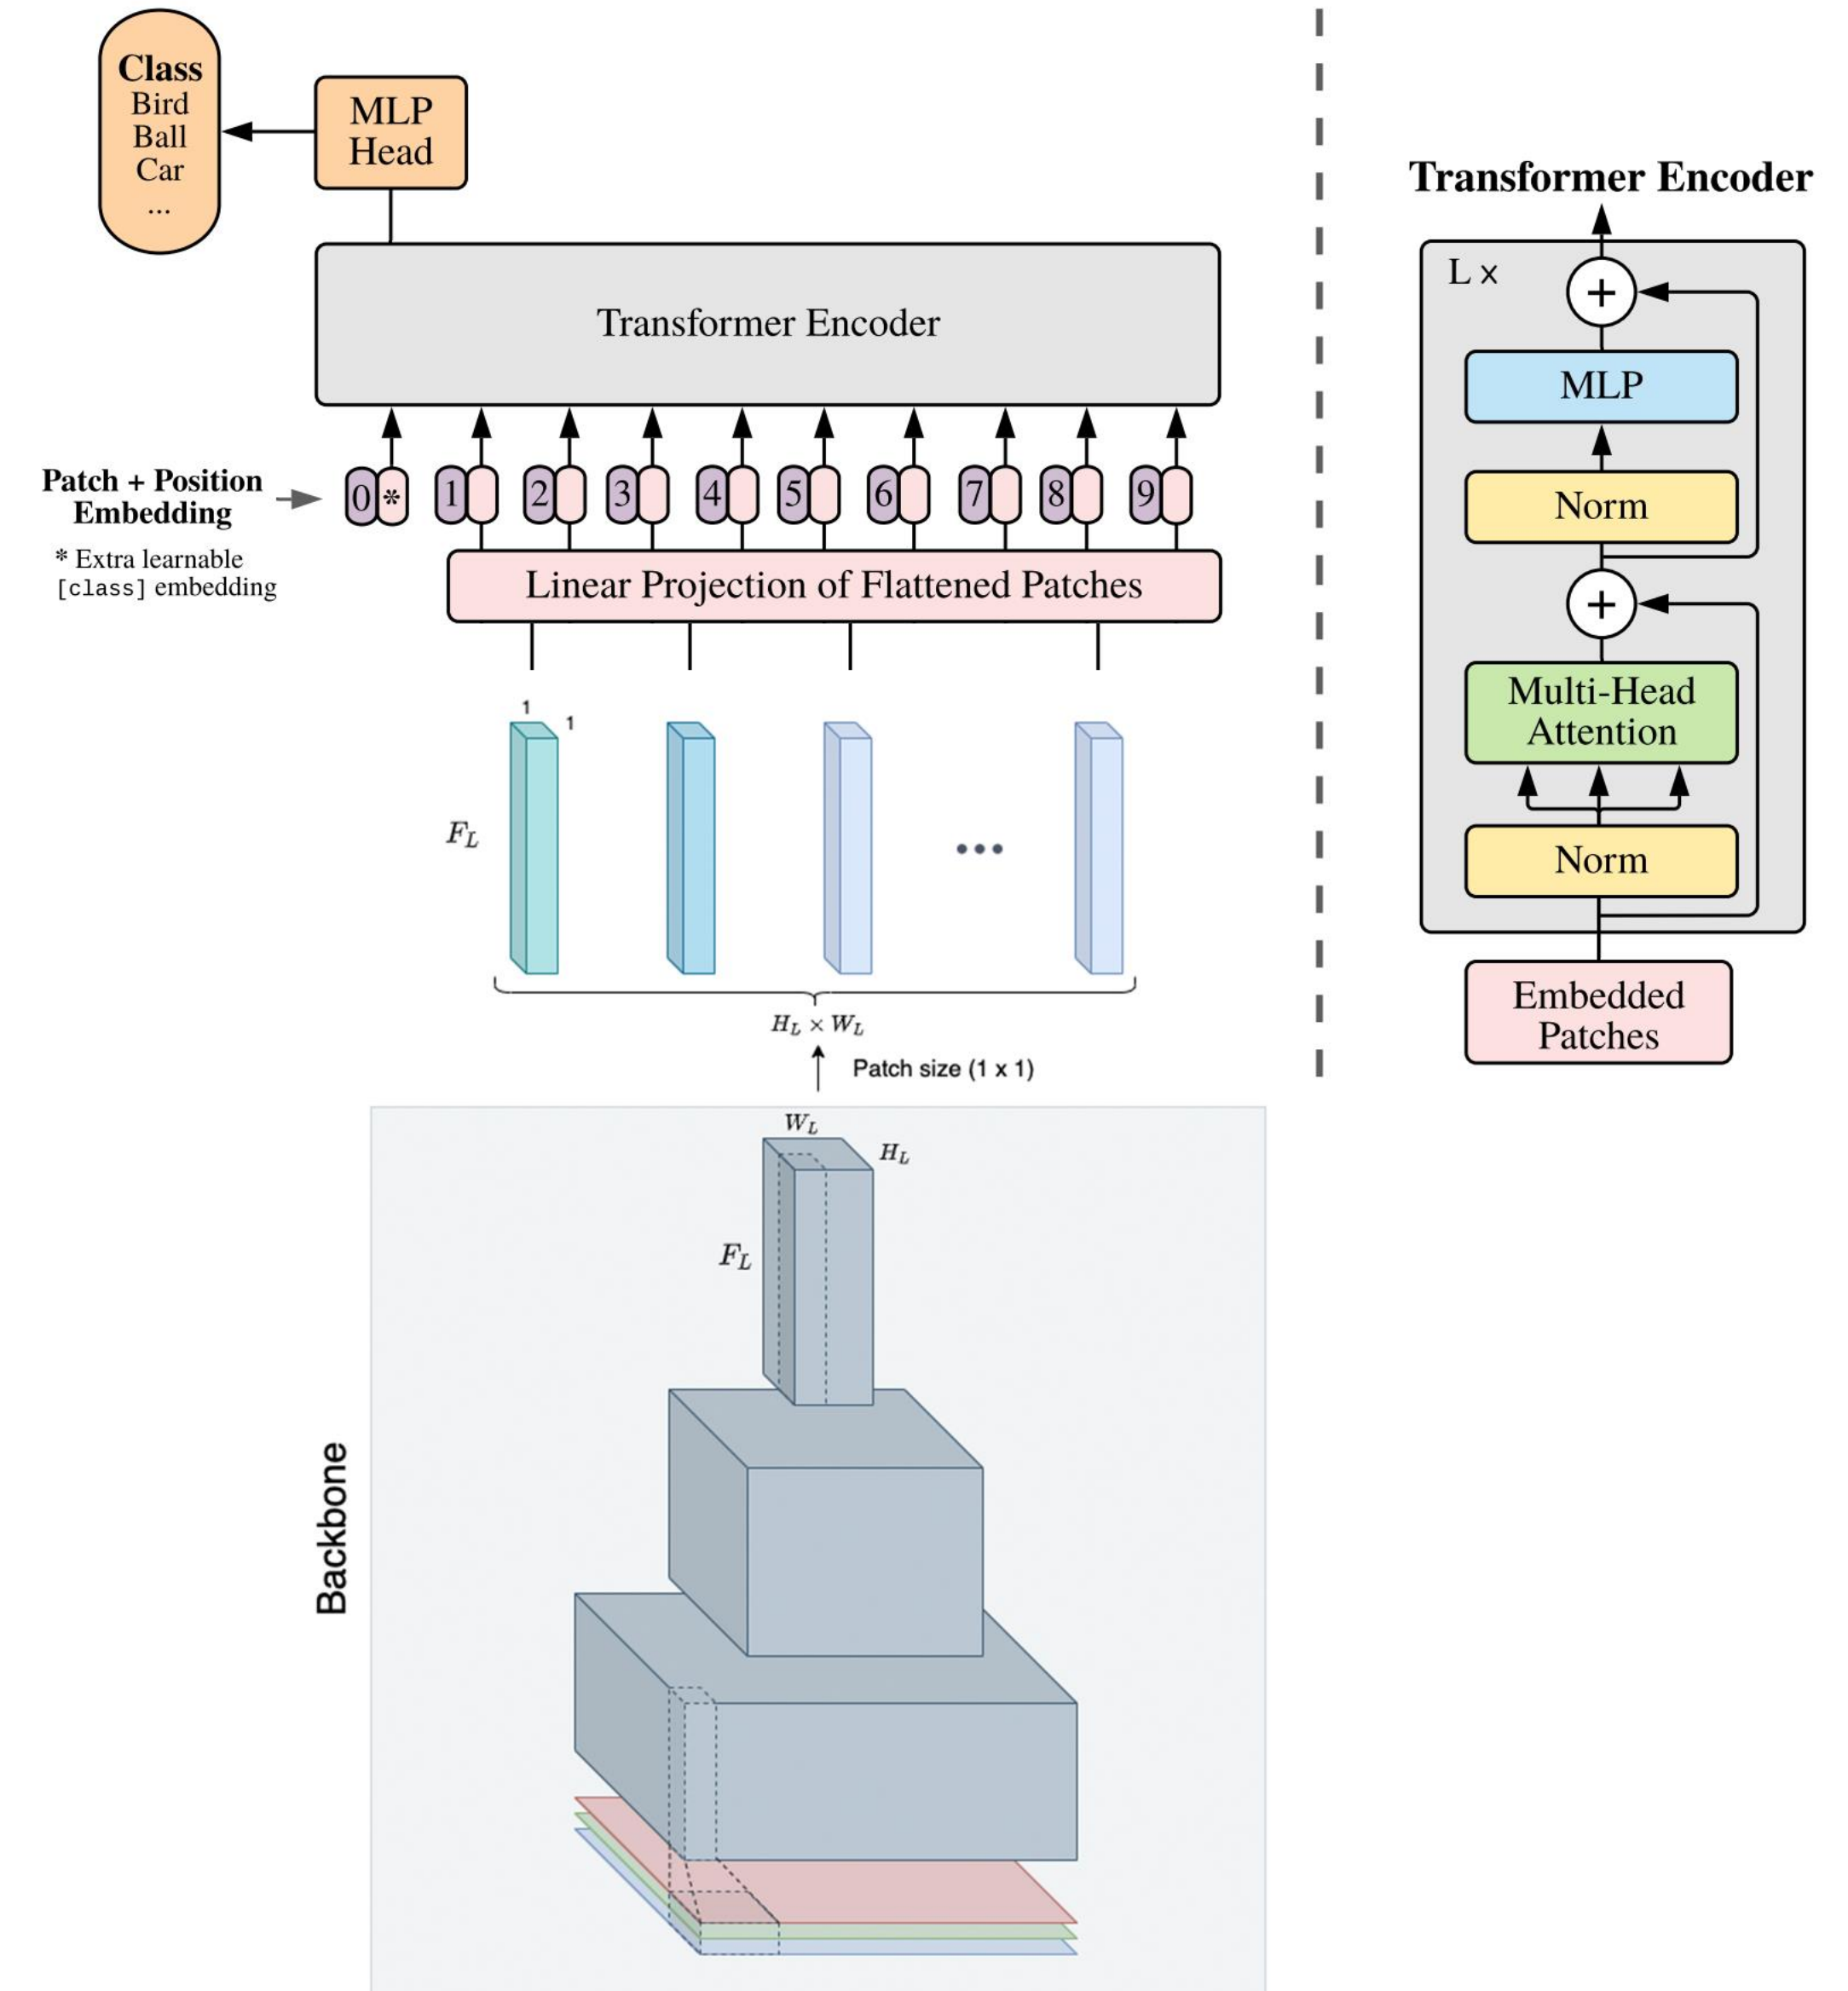 Class
Bird
Ball
Car
...
MLP
Head
Transformer Encoder
Patch + Position
Embedding
* Extra learnable
[class] embedding
0 * 1 2 3 4 5 6 7 8 9
Linear Projection of Flattened Patches
1
1
F_L
...
H_L × W_L
Patch size (1 x 1)
W_L
H_L
F_L
Backbone
Transformer Encoder
L ×
+
MLP
Norm
+
Multi-Head
Attention
Norm
Embedded
Patches